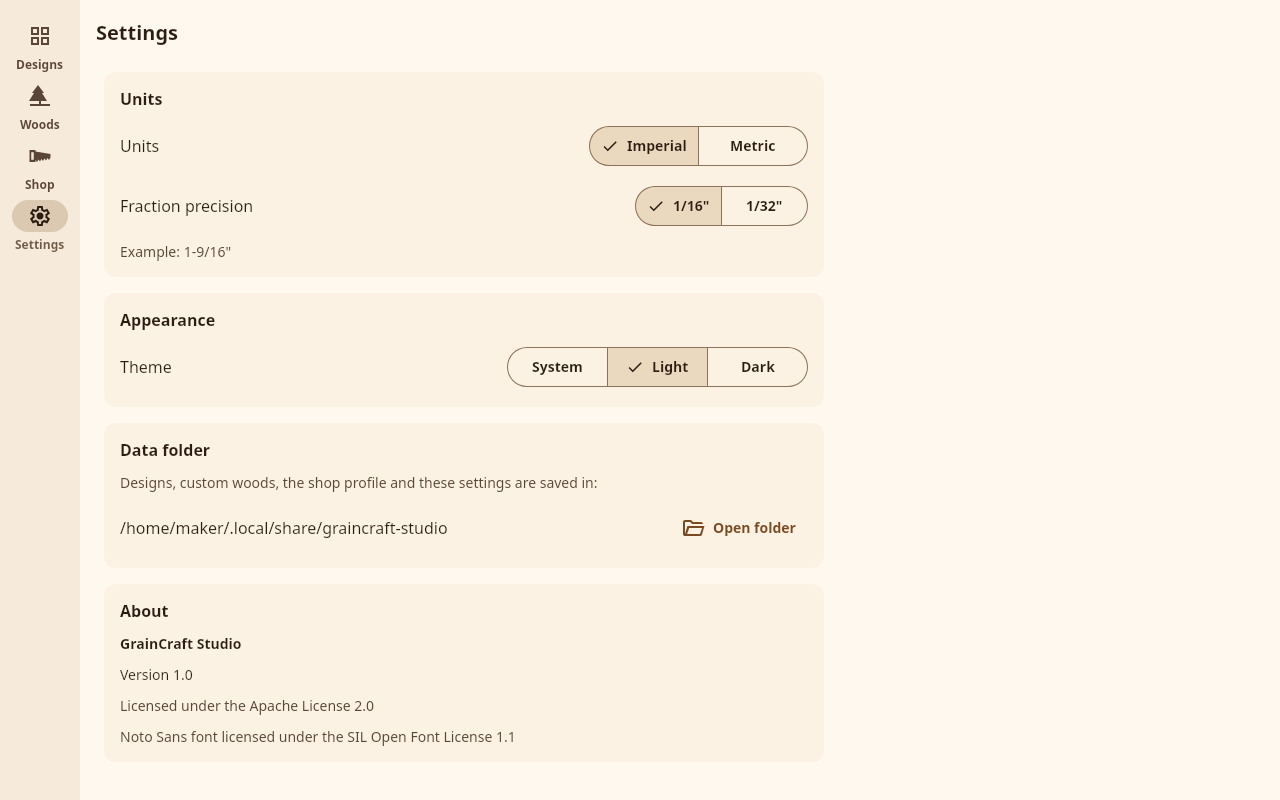 Settings
Designs
Woods
Shop
Settings
Units
Units
Imperial
Metric
Fraction precision
1/16"
1/32"
Example: 1-9/16"
Appearance
Theme
System
Light
Dark
Data folder
Designs, custom woods, the shop profile and these settings are saved in:
/home/maker/.local/share/graincraft-studio
Open folder
About
GrainCraft Studio
Version 1.0
Licensed under the Apache License 2.0
Noto Sans font licensed under the SIL Open Font License 1.1